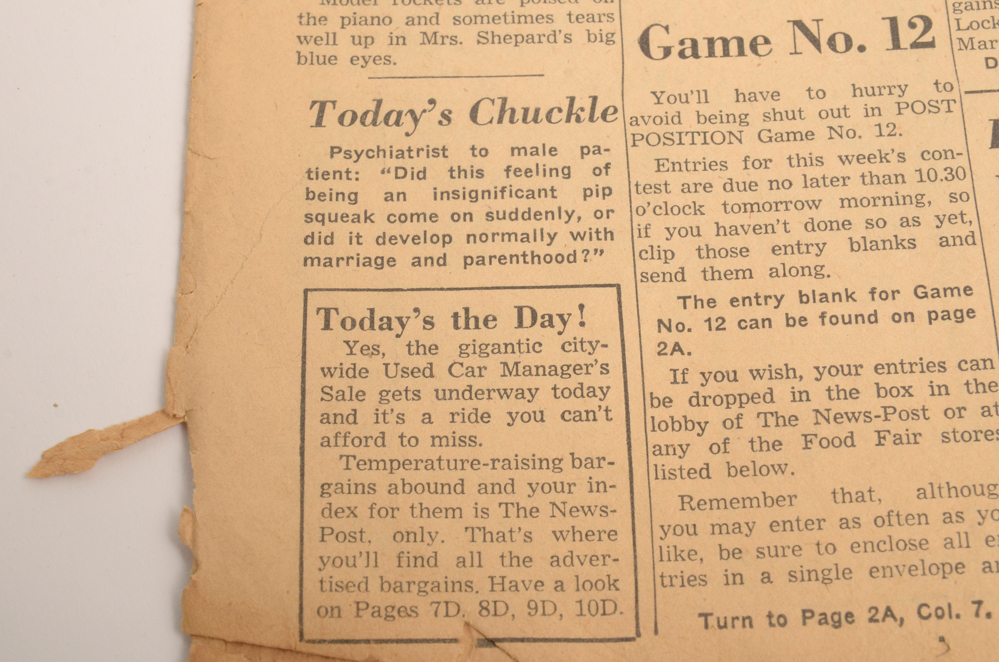 Model rockets are poised on
the piano and sometimes tears
well up in Mrs. Shepard's big
blue eyes.
Today's Chuckle
Psychiatrist to male pa-
tient: "Did this feeling of
being an insignificant pip
squeak come on suddenly, or
did it develop normally with
marriage and parenthood?"
Today's the Day!
Yes, the gigantic city-
wide Used Car Manager's
Sale gets underway today
and it's a ride you can't
afford to miss.
Temperature-raising bar-
gains abound and your in-
dex for them is The News-
Post, only. That's where
you'll find all the adver-
tised bargains. Have a look
on Pages 7D, 8D, 9D, 10D.
Game No. 12
You'll have to hurry to
avoid being shut out in POST
POSITION Game No. 12.
Entries for this week's con-
test are due no later than 10.30
o'clock tomorrow morning, so
if you haven't done so as yet,
clip those entry blanks and
send them along.
The entry blank for Game
No. 12 can be found on page
2A.
If you wish, your entries can
be dropped in the box in the
lobby of The News-Post or at
any of the Food Fair stores
listed below.
Remember that, althoug
you may enter as often as yo
like, be sure to enclose all e
tries in a single envelope a
Turn to Page 2A, Col. 7.
gains
Lock
Mar
D